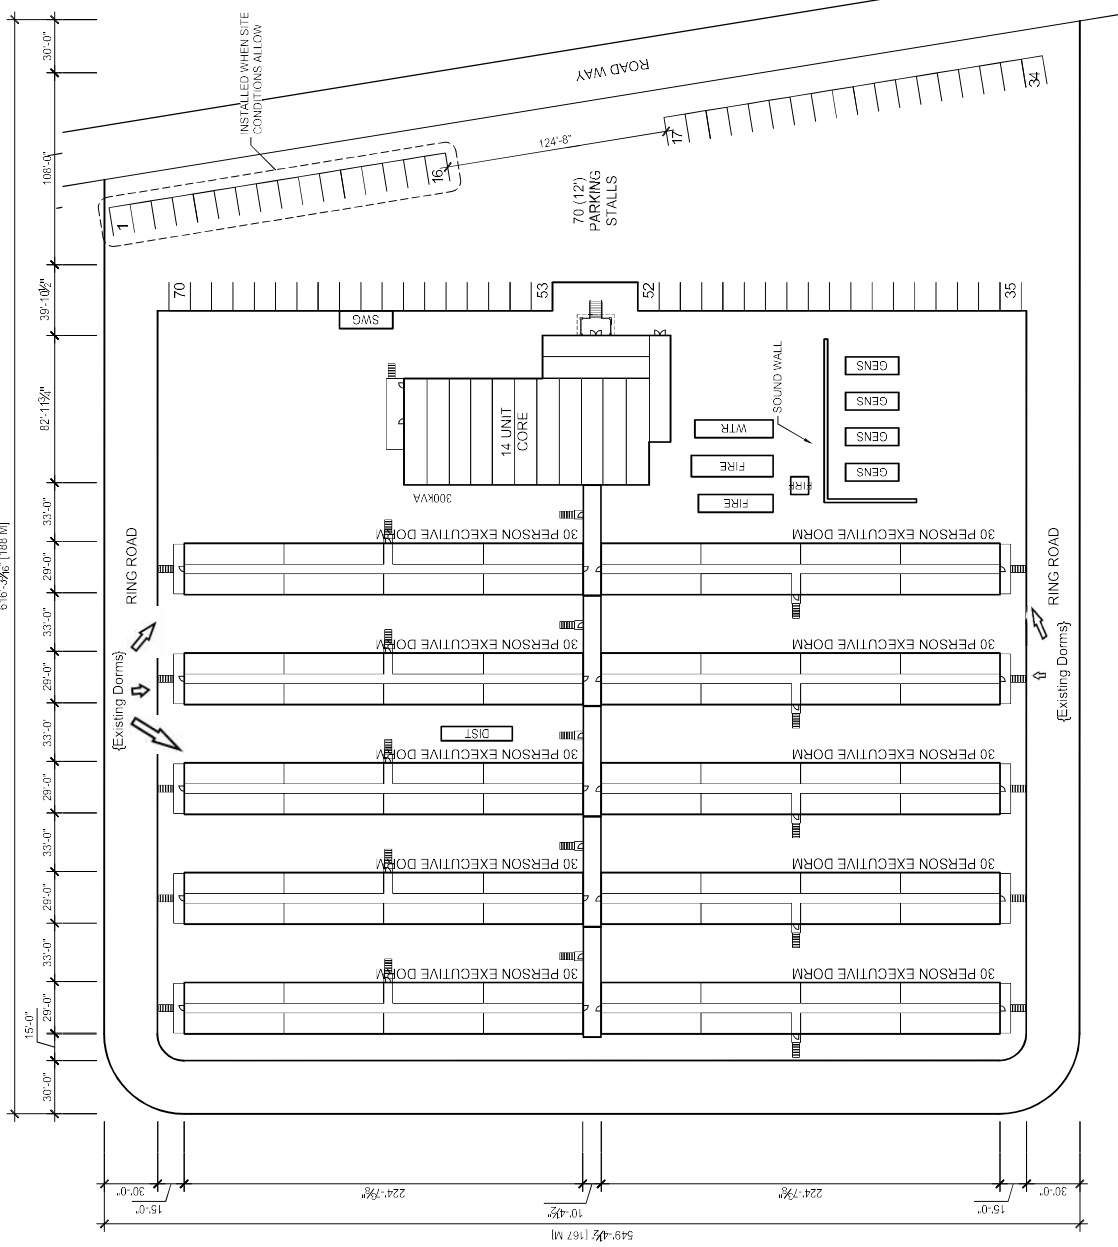 30'-0"
INSTALLED WHEN SITE
CONDITIONS ALLOW
ROAD WAY
34
17
124'-8"
108'-0"
16
1
70 (12')
PARKING
STALLS
39'-10½"
70
53
52
35
SWG
82'-11¾"
14 UNIT
CORE
SOUND WALL
GENS
GENS
GENS
GENS
WTR
FIRE
FIRE
FIRE
300kVA
33'-0"
30 PERSON EXECUTIVE DORM
30 PERSON EXECUTIVE DORM
RING ROAD
RING ROAD
29'-0"
[188 M]
33'-0"
30 PERSON EXECUTIVE DORM
30 PERSON EXECUTIVE DORM
{Existing Dorms}
{Existing Dorms}
29'-0"
33'-0"
DIST
30 PERSON EXECUTIVE DORM
30 PERSON EXECUTIVE DORM
29'-0"
33'-0"
30 PERSON EXECUTIVE DORM
30 PERSON EXECUTIVE DORM
29'-0"
33'-0"
30 PERSON EXECUTIVE DORM
30 PERSON EXECUTIVE DORM
29'-0"
15'-0"
30'-0"
30'-0"
15'-0"
224'-7⅝"
10'-4½"
224'-7⅝"
15'-0"
30'-0"
549'-4½" [167 M]